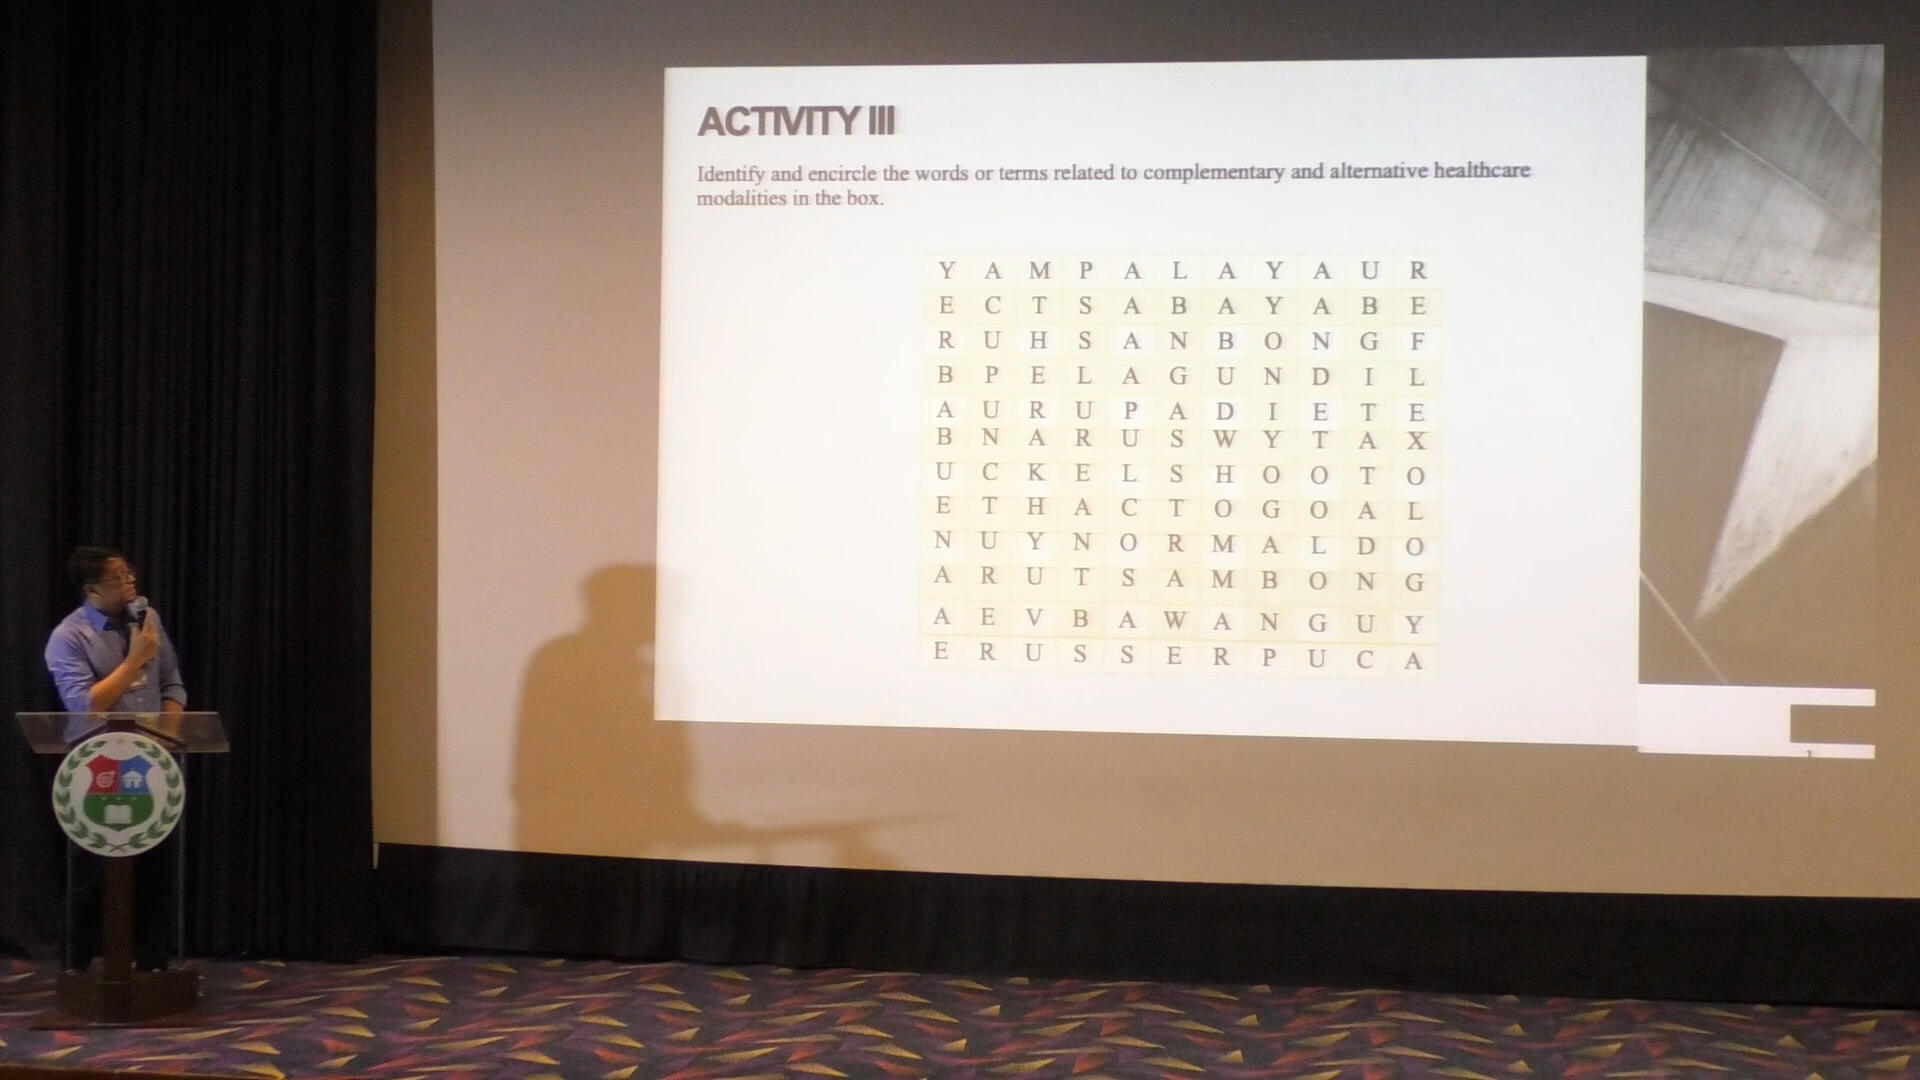 ACTIVITY III
Identify and encircle the words or terms related to complementary and alternative healthcare
modalities in the box.
Y A M P A L A Y A U R
E C T S A B A Y A B E
R U H S A N B O N G F
B P E L A G U N D I L
A U R U P A D I E T E
B N A R U S W Y T A X
U C K E L S H O O T O
E T H A C T O G O A L
N U Y N O R M A L D O
A R U T S A M B O N G
A E V B A W A N G U Y
E R U S S E R P U C A
1